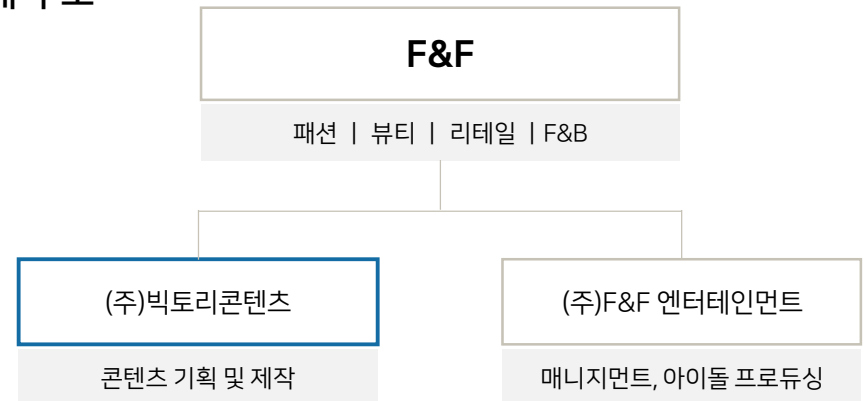 F&F
패션 | 뷰티 | 리테일 | F&B
(주)빅토리콘텐츠
(주)F&F 엔터테인먼트
콘텐츠 기획 및 제작
매니지먼트, 아이돌 프로듀싱